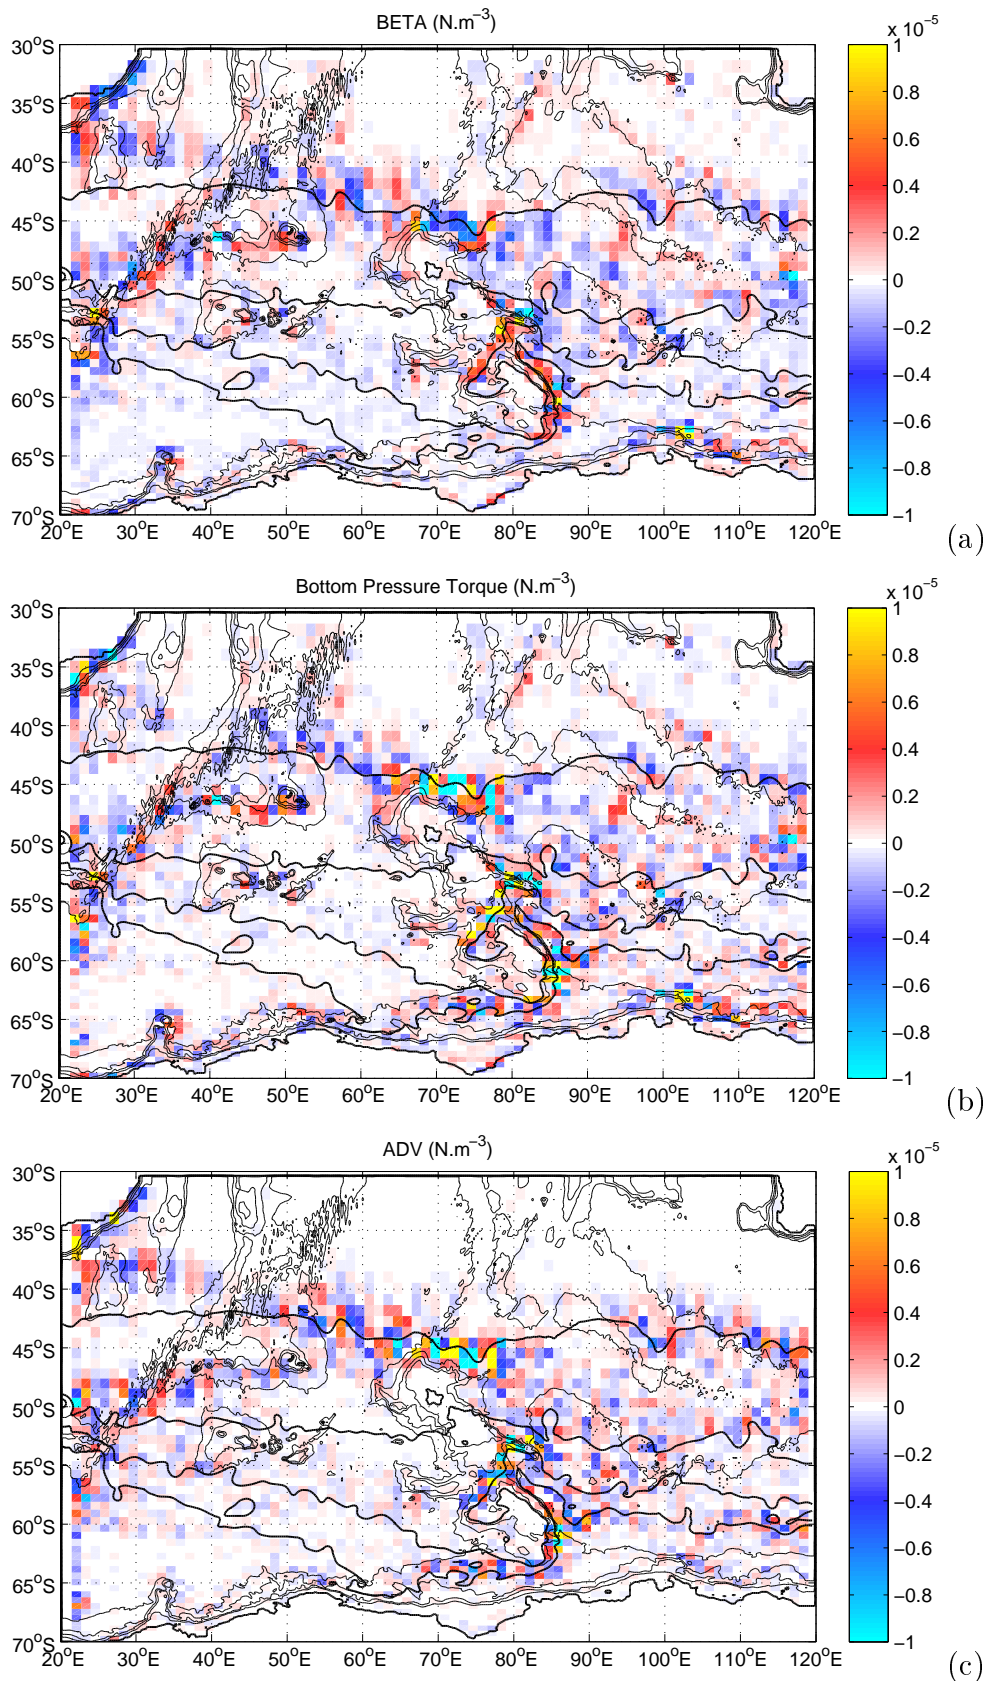 BETA (N.m⁻³)
x 10⁻⁵
30°S
35°S
40°S
45°S
50°S
55°S
60°S
65°S
70°S
20°E 30°E 40°E 50°E 60°E 70°E 80°E 90°E 100°E 110°E 120°E
1
0.8
0.6
0.4
0.2
0
−0.2
−0.4
−0.6
−0.8
−1
(a)
Bottom Pressure Torque (N.m⁻³)
x 10⁻⁵
30°S
35°S
40°S
45°S
50°S
55°S
60°S
65°S
70°S
20°E 30°E 40°E 50°E 60°E 70°E 80°E 90°E 100°E 110°E 120°E
1
0.8
0.6
0.4
0.2
0
−0.2
−0.4
−0.6
−0.8
−1
(b)
ADV (N.m⁻³)
x 10⁻⁵
30°S
35°S
40°S
45°S
50°S
55°S
60°S
65°S
70°S
20°E 30°E 40°E 50°E 60°E 70°E 80°E 90°E 100°E 110°E 120°E
1
0.8
0.6
0.4
0.2
0
−0.2
−0.4
−0.6
−0.8
−1
(c)